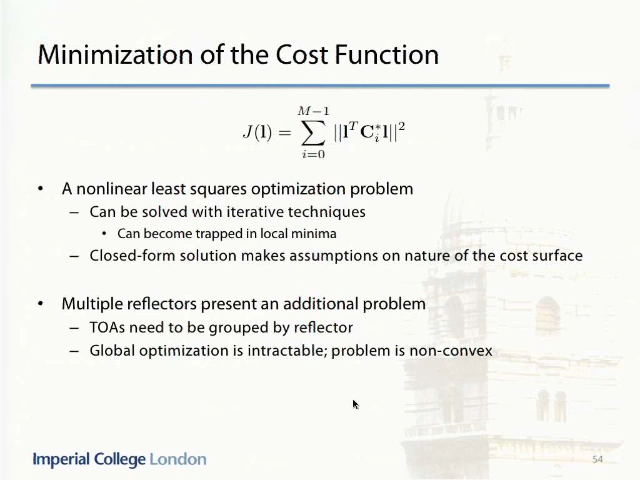 Minimization of the Cost Function
J(l) = \sum_{i=0}^{M-1} ||l^T C_i^* l||^2
• A nonlinear least squares optimization problem
– Can be solved with iterative techniques
• Can become trapped in local minima
– Closed-form solution makes assumptions on nature of the cost surface
• Multiple reflectors present an additional problem
– TOAs need to be grouped by reflector
– Global optimization is intractable; problem is non-convex
Imperial College London
54